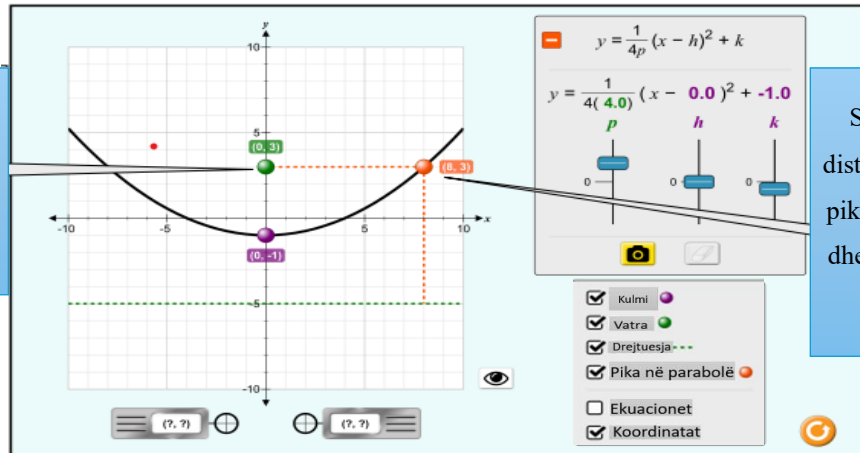 y
10
5
-5
-10
-10
-5
5
10
x
(0, 3)
(8, 3)
(0, -1)
(?, ?)
(?, ?)
y = 1/4p (x − h)² + k
y = 1/4( 4.0) ( x − 0.0 )² + -1.0
p h k
0 0 0
Kulmi
Vatra
Drejtuesja
Pika në parabolë
Ekuacionet
Koordinatat
S
dist
pik
dhe